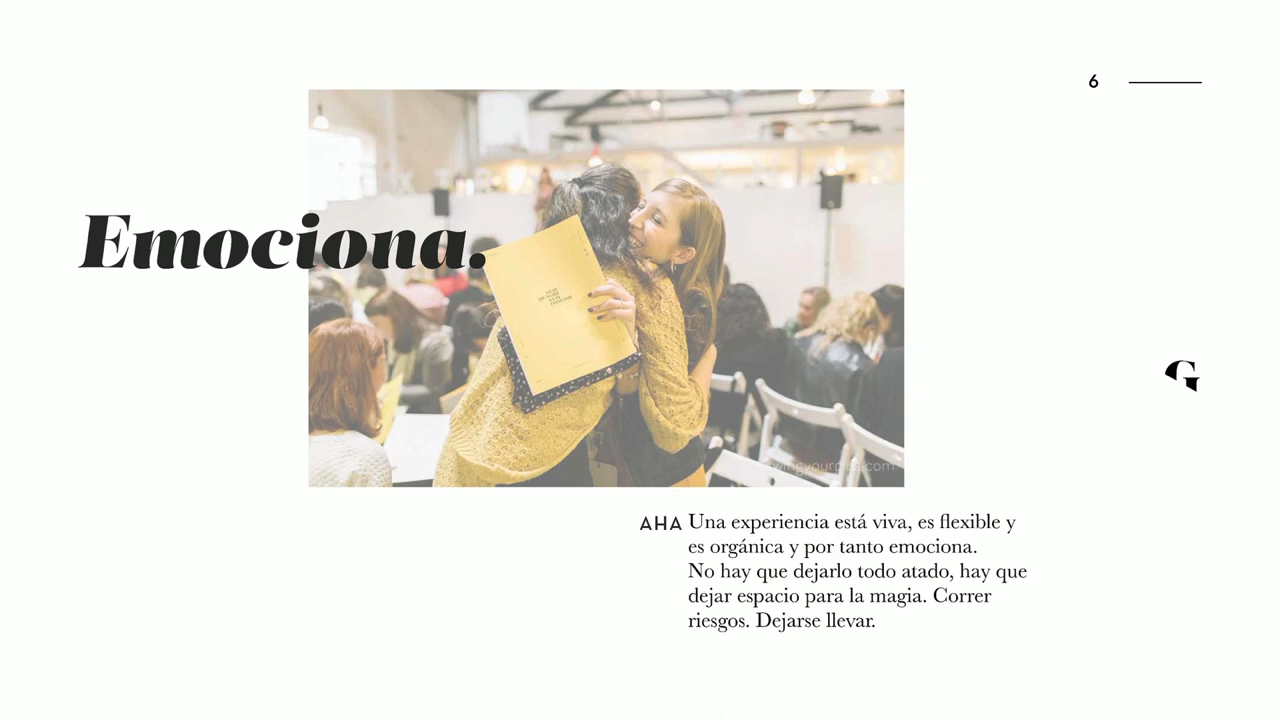 6
Emociona.
AHA Una experiencia está viva, es flexible y
es orgánica y por tanto emociona.
No hay que dejarlo todo atado, hay que
dejar espacio para la magia. Correr
riesgos. Dejarse llevar.
G